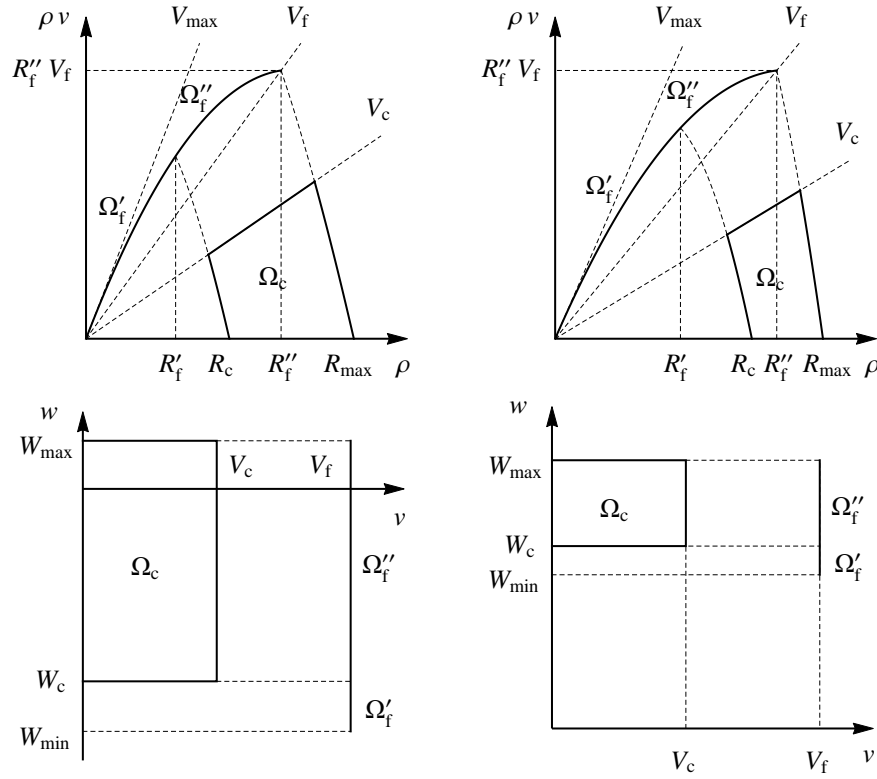 ρ v
V_max
V_f
R″_f V_f
Ω″_f
V_c
Ω′_f
Ω_c
R′_f
R_c
R″_f
R_max
ρ
ρ v
V_max
V_f
R″_f V_f
Ω″_f
V_c
Ω′_f
Ω_c
R′_f
R_c
R″_f
R_max
ρ
w
W_max
V_c
V_f
v
Ω_c
Ω″_f
W_c
Ω′_f
W_min
w
W_max
Ω_c
Ω″_f
W_c
Ω′_f
W_min
V_c
V_f
v